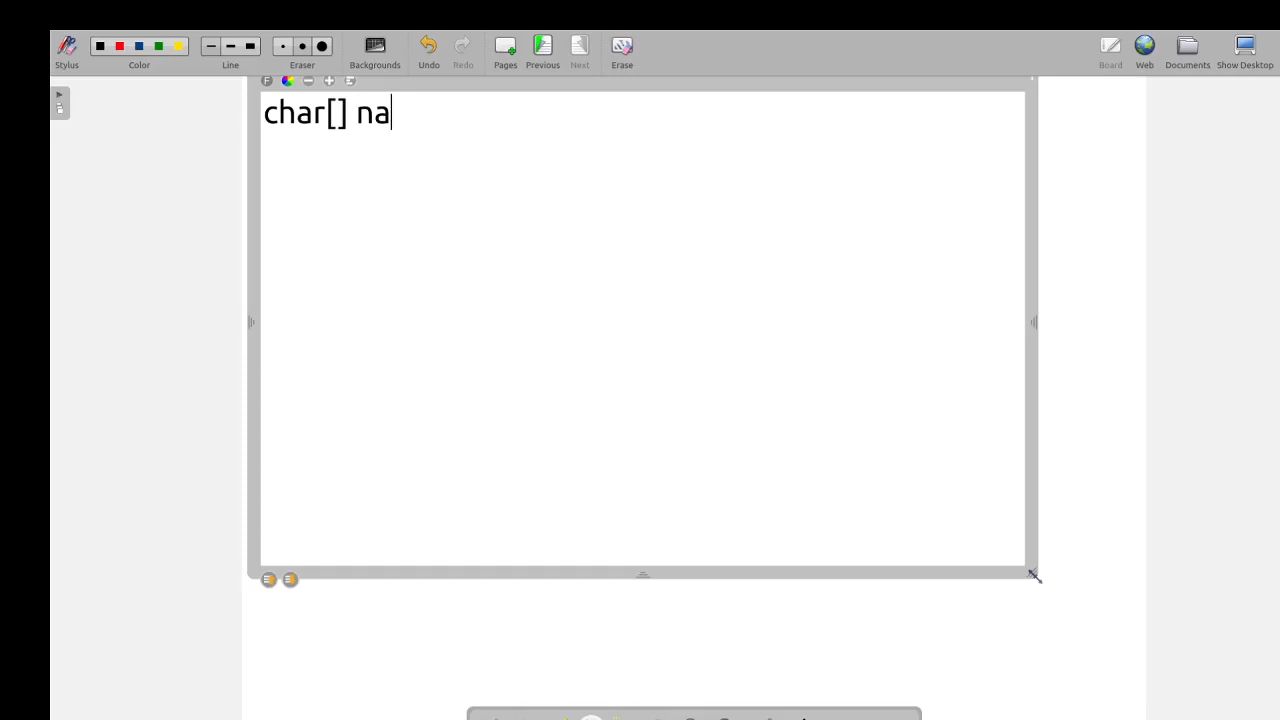 Stylus
Color
Line
Eraser
Backgrounds
Undo
Redo
Pages
Previous
Next
Erase
Board
Web
Documents
Show Desktop
F
char[] na